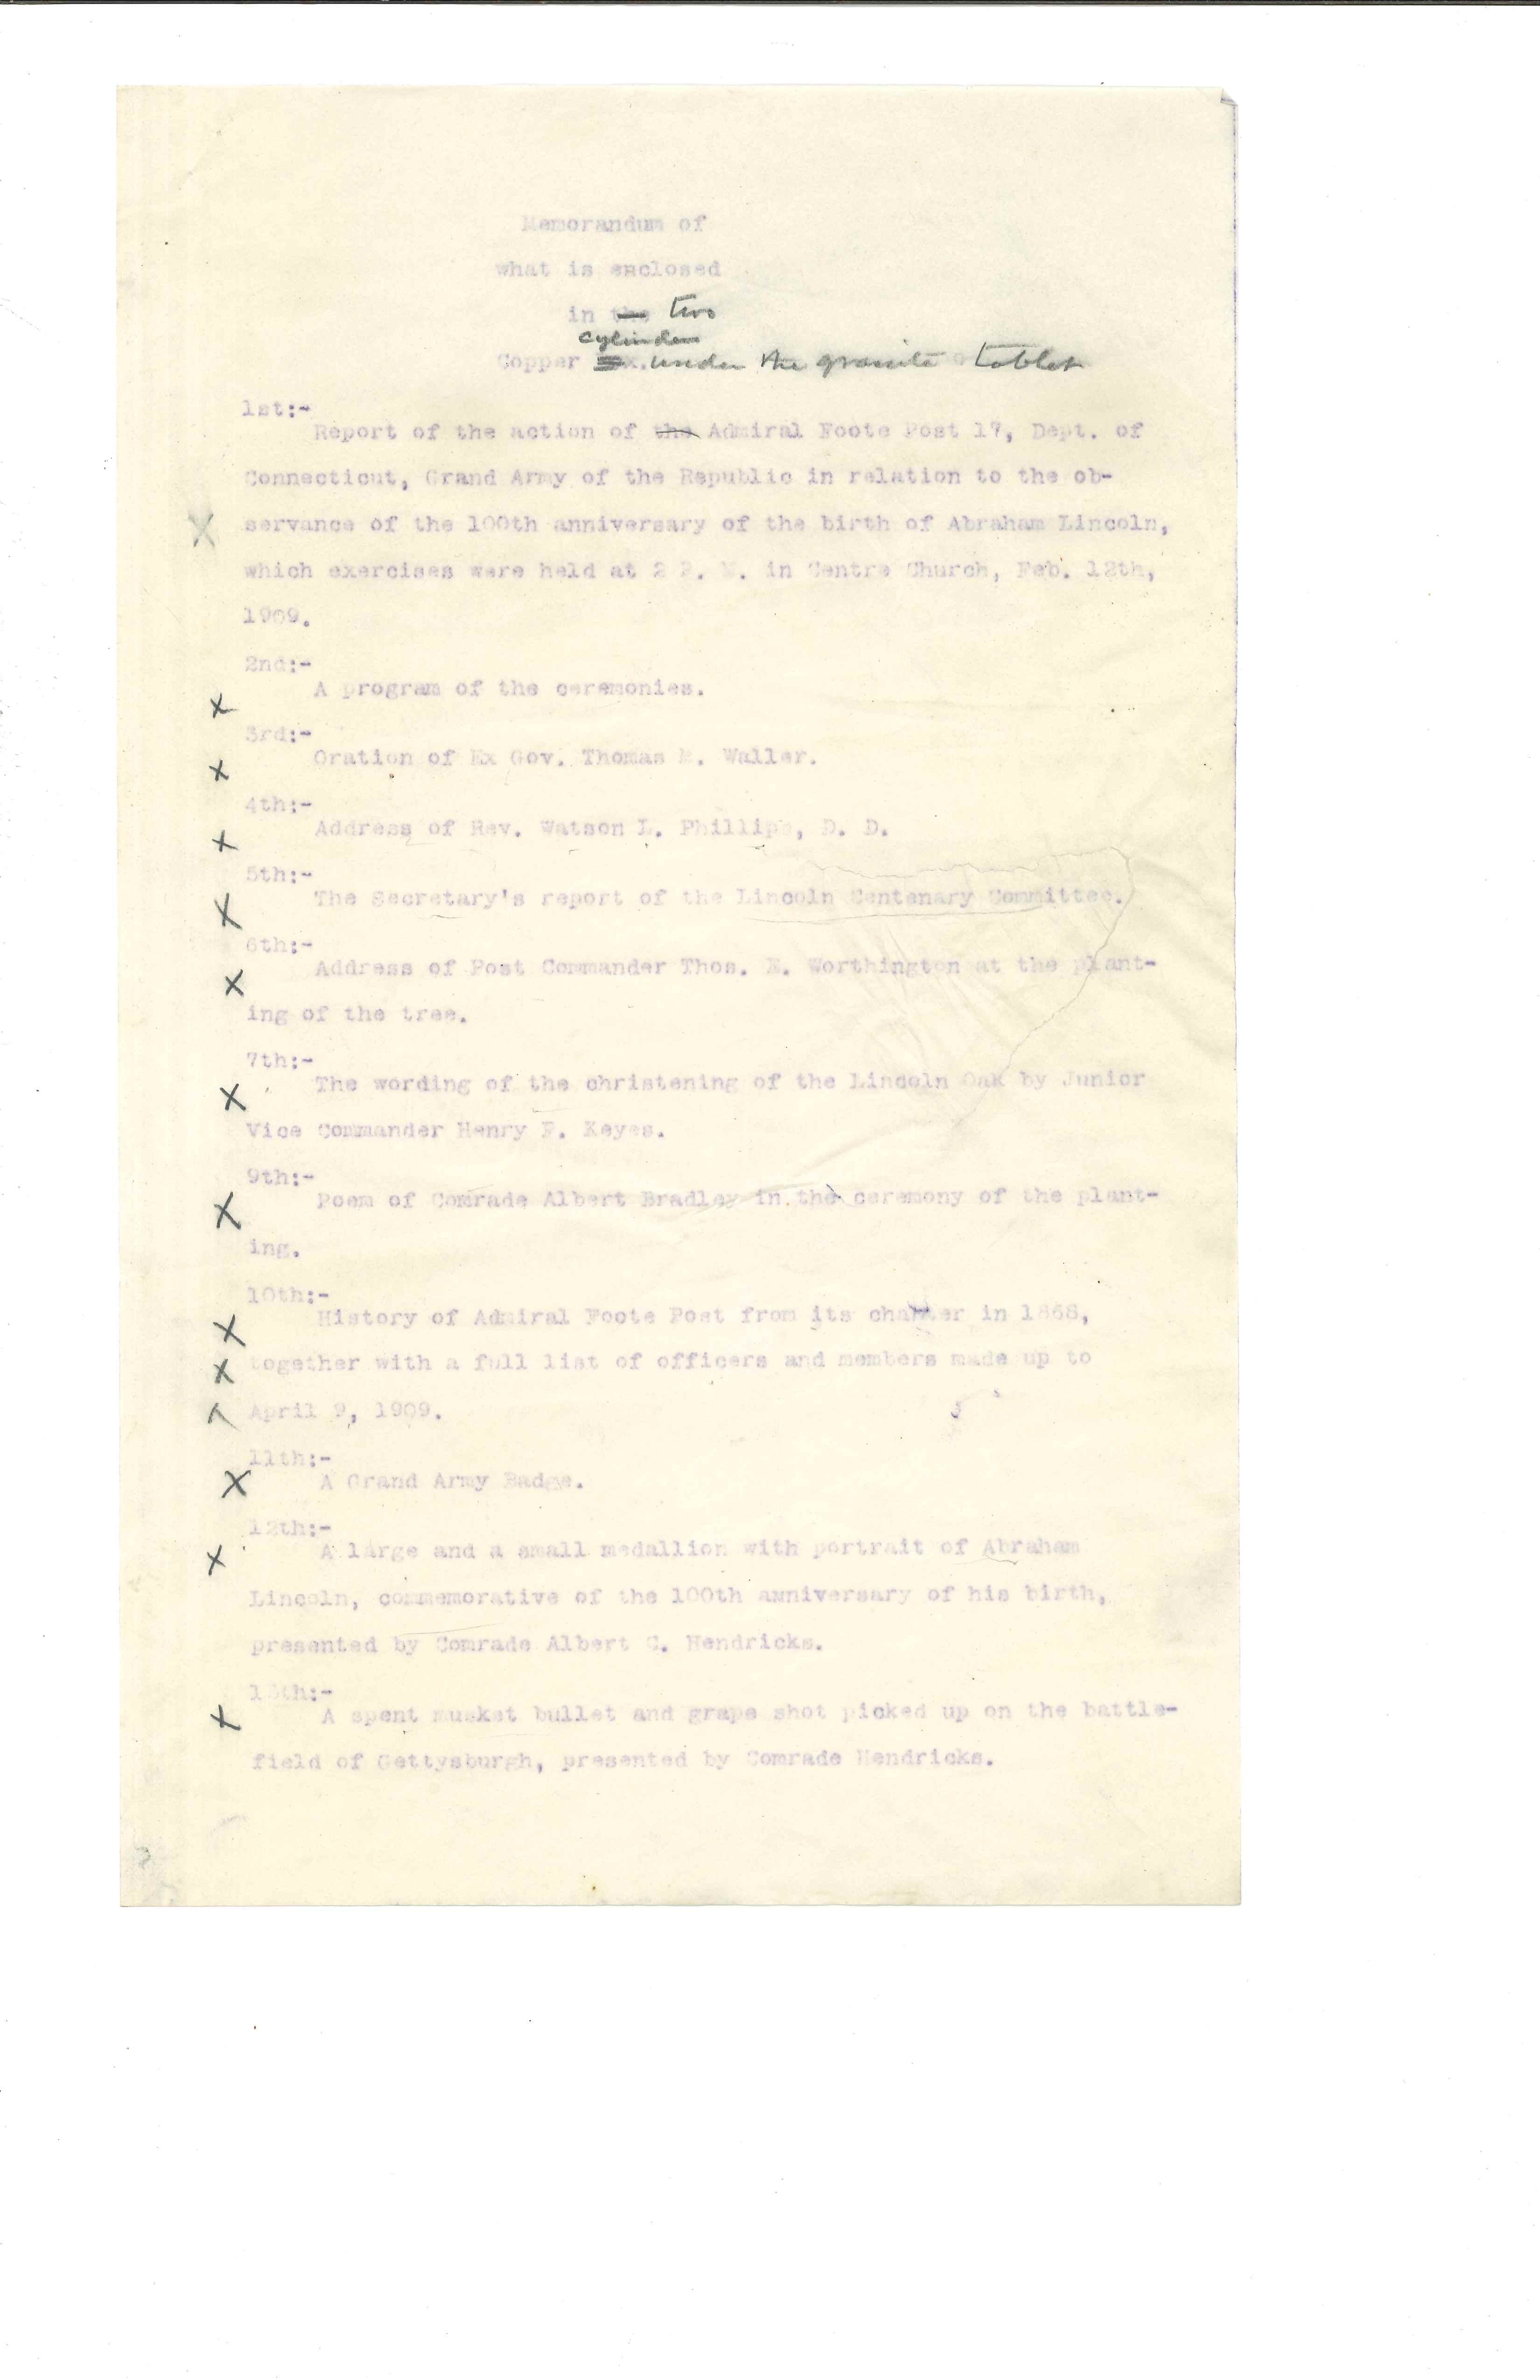 Memorandum of
what is enclosed
in the two
cylinders
Copper Box. under the granite tablet
1st:-
Report of the action of the Admiral Foote Post 17, Dept. of
Connecticut, Grand Army of the Republic in relation to the ob-
X servance of the 100th anniversary of the birth of Abraham Lincoln,
which exercises were held at 2 P. M. in Centre Church, Feb. 12th,
1909.
2nd:-
X A program of the ceremonies.
3rd:-
X Oration of Ex Gov. Thomas M. Waller.
4th:-
X Address of Rev. Watson L. Phillips, D. D.
5th:-
X The Secretary's report of the Lincoln Centenary Committee.
6th:-
X Address of Post Commander Thos. E. Worthington at the plant-
ing of the tree.
7th:-
X The wording of the christening of the Lincoln Oak by Junior
Vice Commander Henry F. Keyes.
9th:-
X Poem of Comrade Albert Bradley in the ceremony of the plant-
ing.
10th:-
X History of Admiral Foote Post from its charter in 1868,
X together with a full list of officers and members made up to
X April 9, 1909.
11th:-
X A Grand Army Badge.
12th:-
X A large and a small medallion with portrait of Abraham
Lincoln, commemorative of the 100th anniversary of his birth,
presented by Comrade Albert C. Hendricks.
13th:-
X A spent musket bullet and grape shot picked up on the battle-
field of Gettysburgh, presented by Comrade Hendricks.